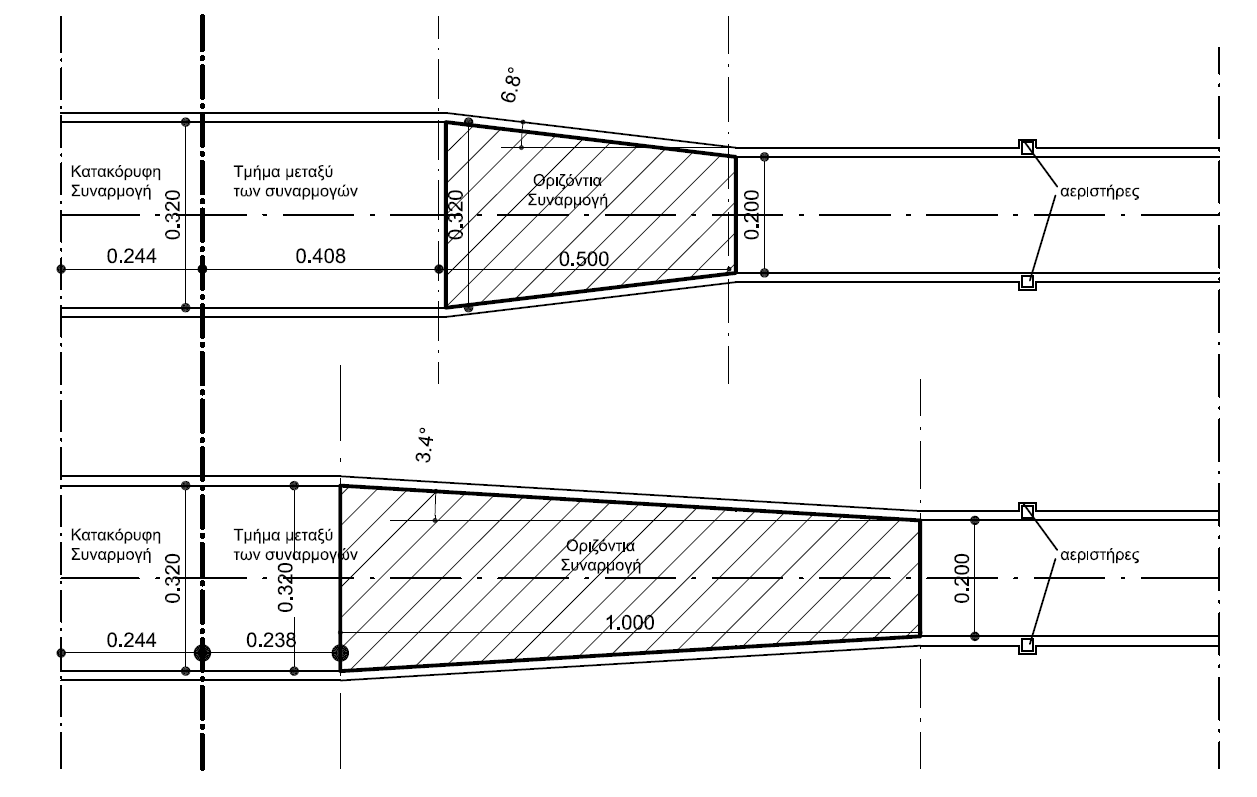 6.8°
Κατακόρυφη
Συναρμογή
Τμήμα μεταξύ
των συναρμογών
Οριζόντια
Συναρμογή
αεριστήρες
0.320
0.320
0.200
0.244
0.408
0.500
3.4°
Κατακόρυφη
Συναρμογή
Τμήμα μεταξύ
των συναρμογών
Οριζόντια
Συναρμογή
αεριστήρες
0.320
0.320
0.200
0.244
0.238
1.000